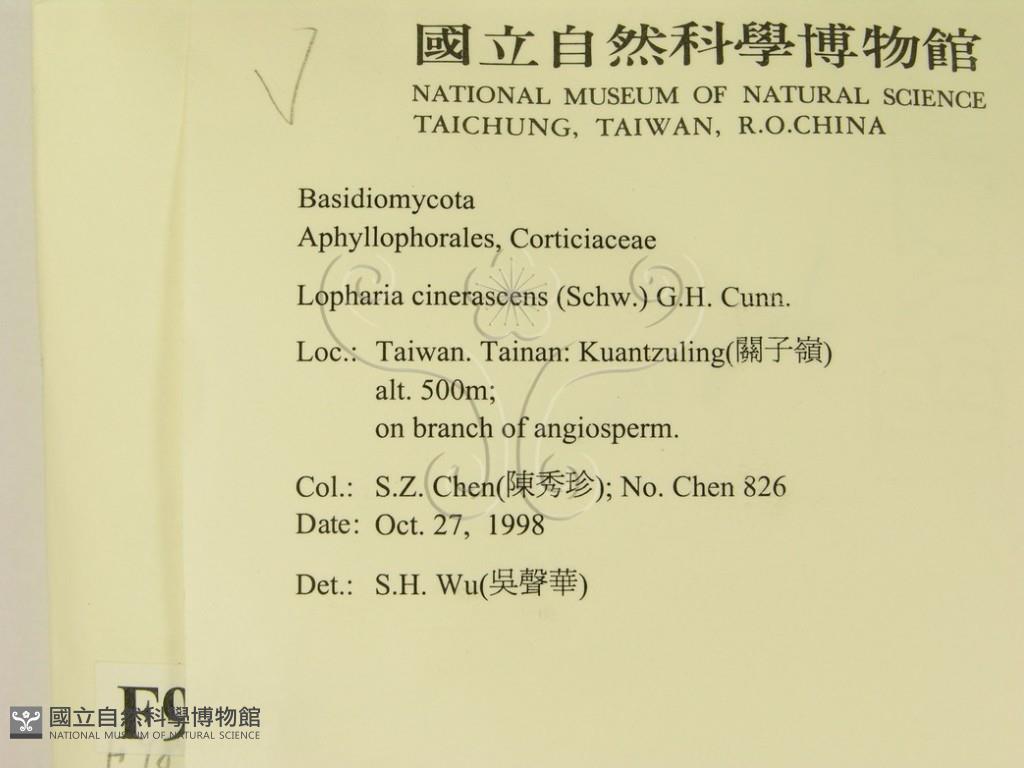 國立自然科學博物館
NATIONAL MUSEUM OF NATURAL SCIENCE
TAICHUNG, TAIWAN, R.O.CHINA
Basidiomycota
Aphyllophorales, Corticiaceae
Lopharia cinerascens (Schw.) G.H. Cunn.
Loc.: Taiwan. Tainan: Kuantzuling(關子嶺)
alt. 500m;
on branch of angiosperm.
Col.: S.Z. Chen(陳秀珍); No. Chen 826
Date: Oct. 27, 1998
Det.: S.H. Wu(吳聲華)
F9
國立自然科學博物館
NATIONAL MUSEUM OF NATURAL SCIENCE